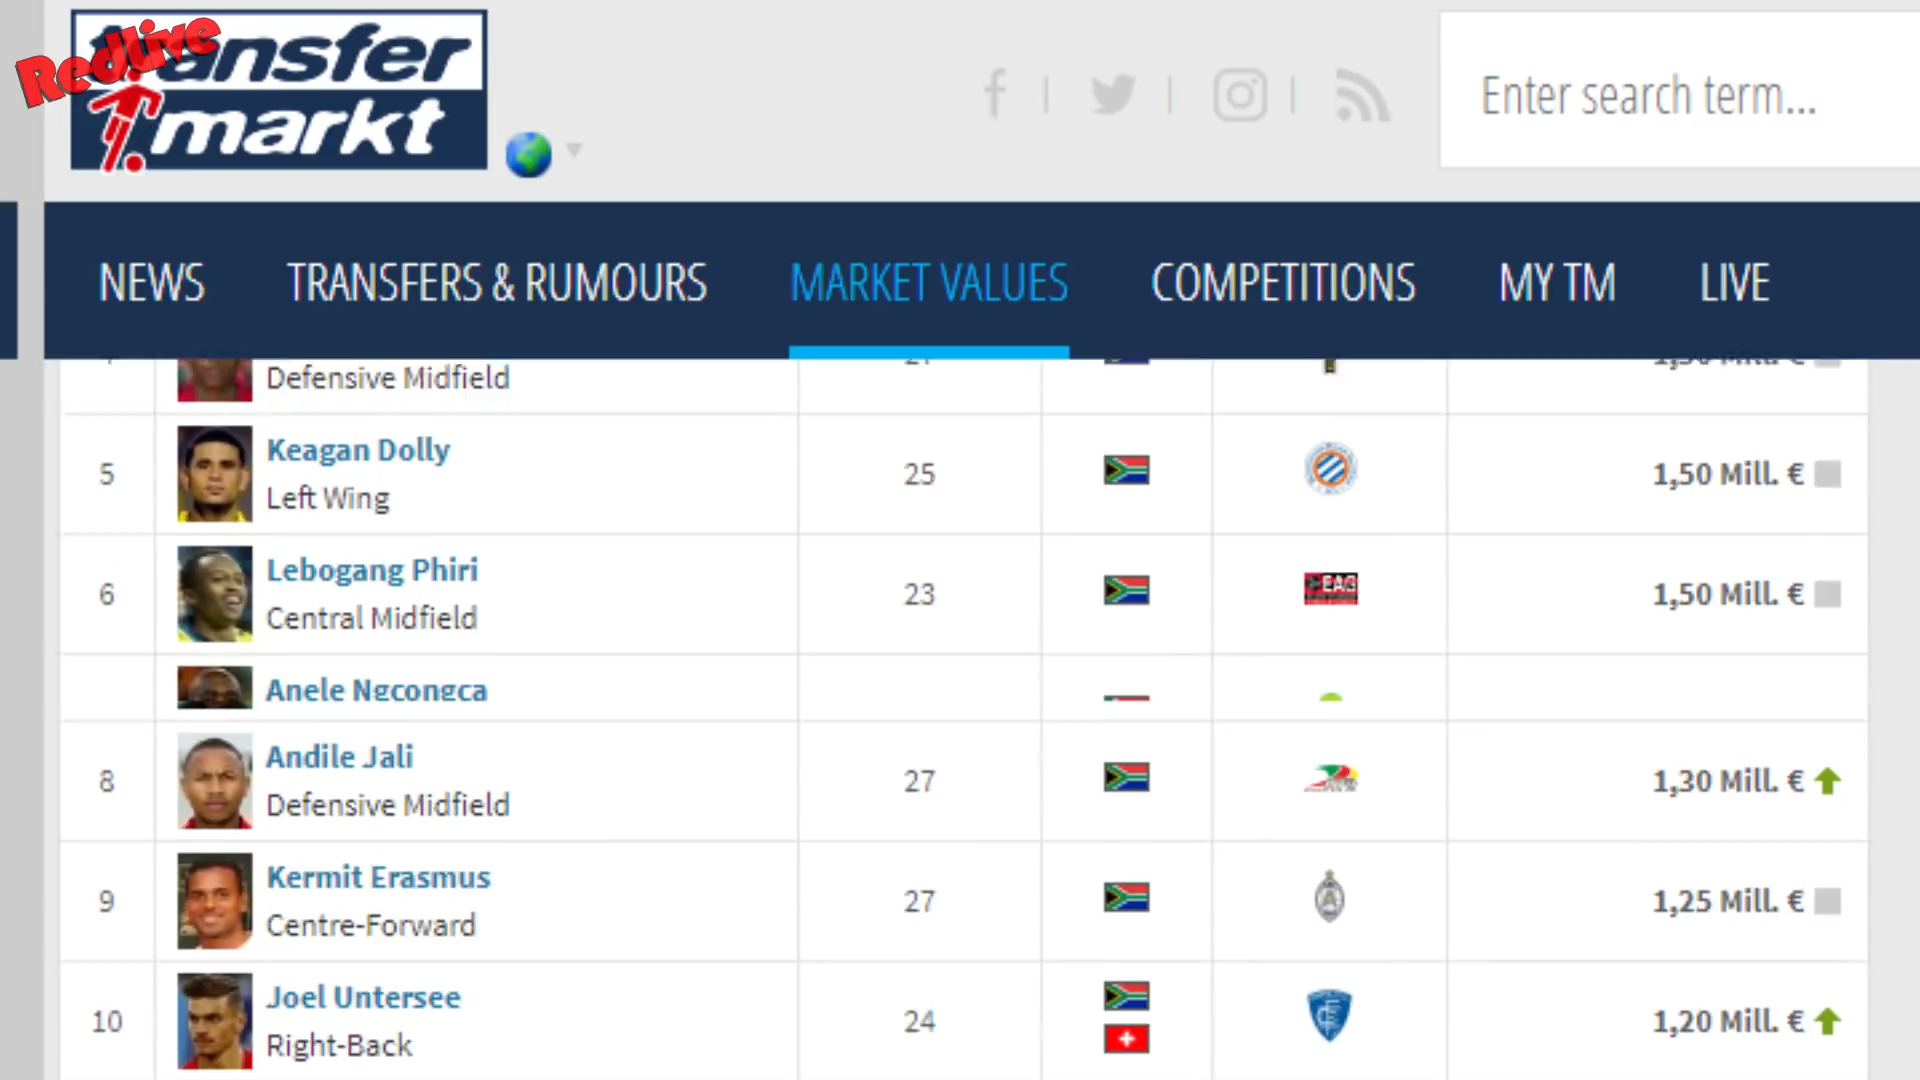 Redlive
transfer
markt
Enter search term...
NEWS TRANSFERS & RUMOURS MARKET VALUES COMPETITIONS MY TM LIVE
Defensive Midfield
5 Keagan Dolly 25 1,50 Mill. €
Left Wing
6 Lebogang Phiri 23 EAG 1,50 Mill. €
Central Midfield
Anele Ngcongca
8 Andile Jali 27 1,30 Mill. €
Defensive Midfield
9 Kermit Erasmus 27 1,25 Mill. €
Centre-Forward
10 Joel Untersee 24 1,20 Mill. €
Right-Back